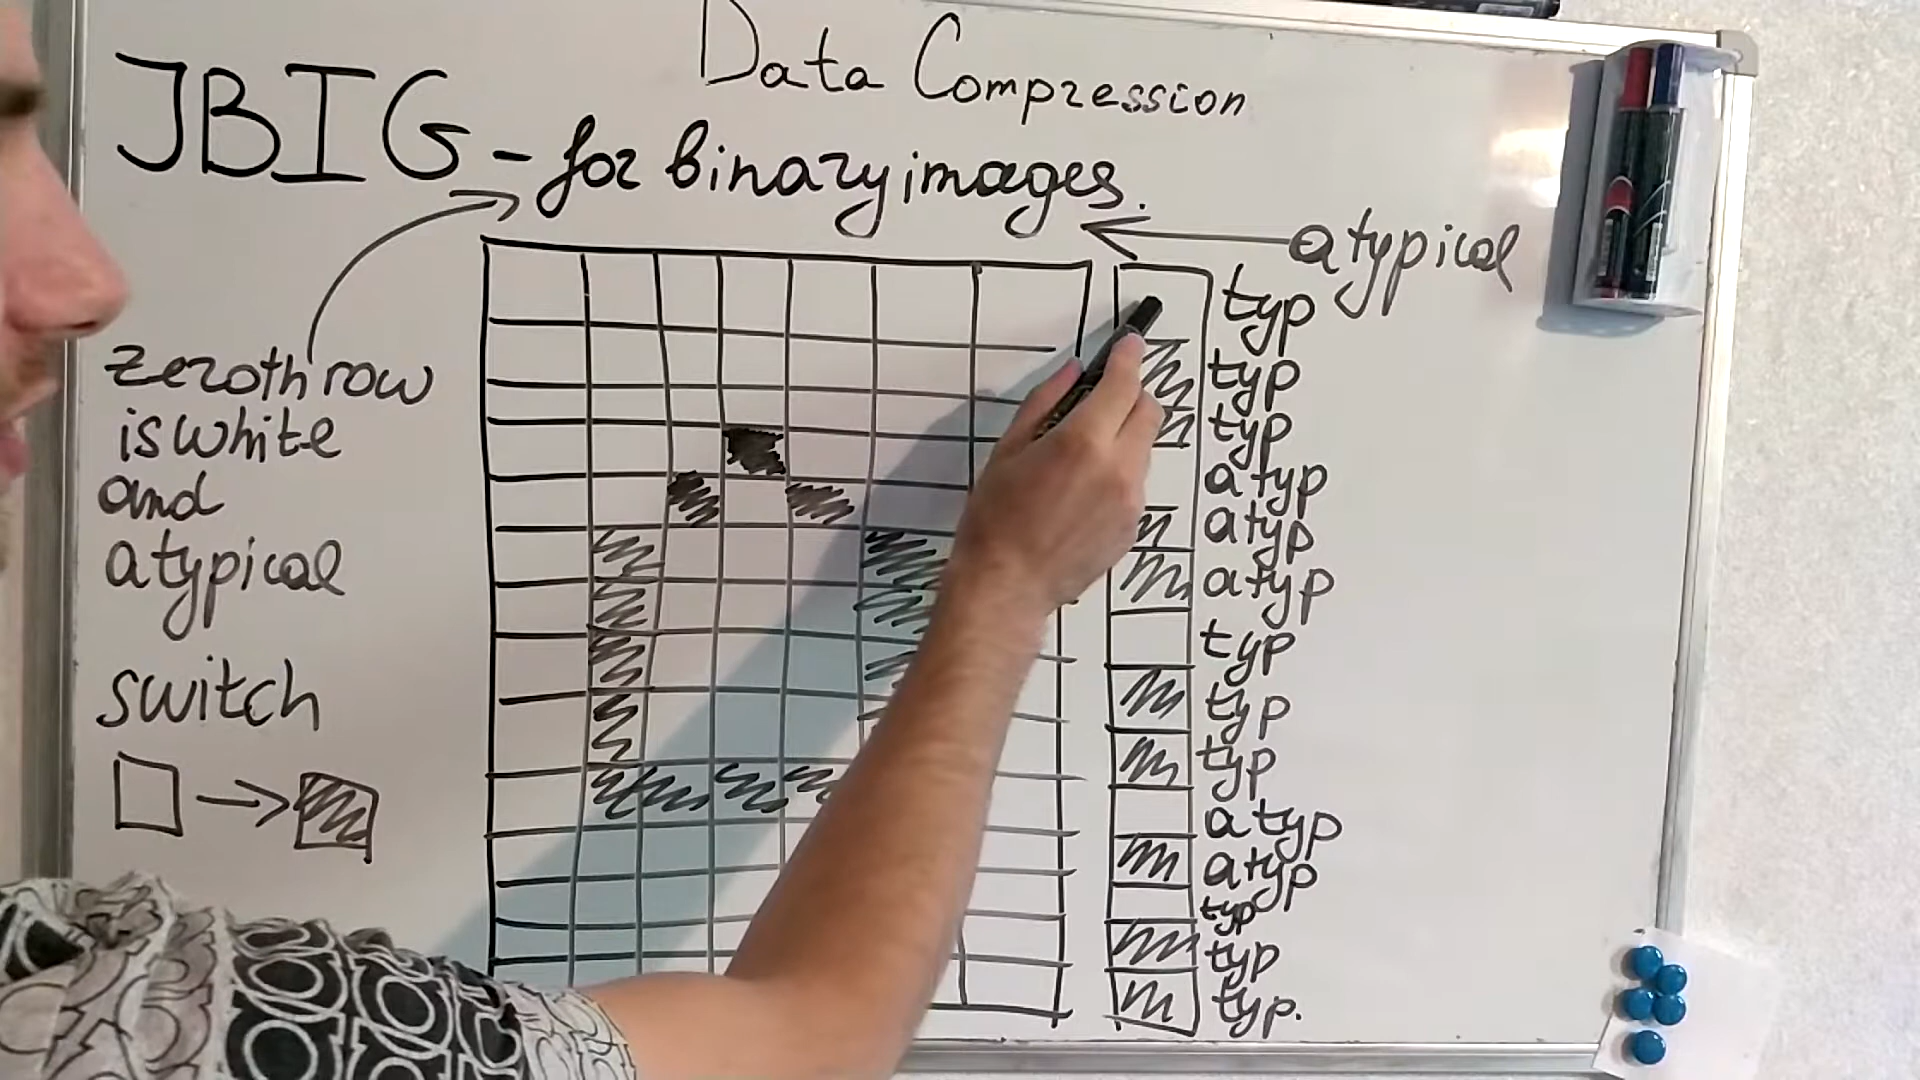 Data Compression
JBIG - for binary images.
atypical
zeroth row
is white
and
atypical
switch
typ
typ
typ
atyp
atyp
atyp
typ
typ
typ
atyp
atyp
typ
typ
typ.